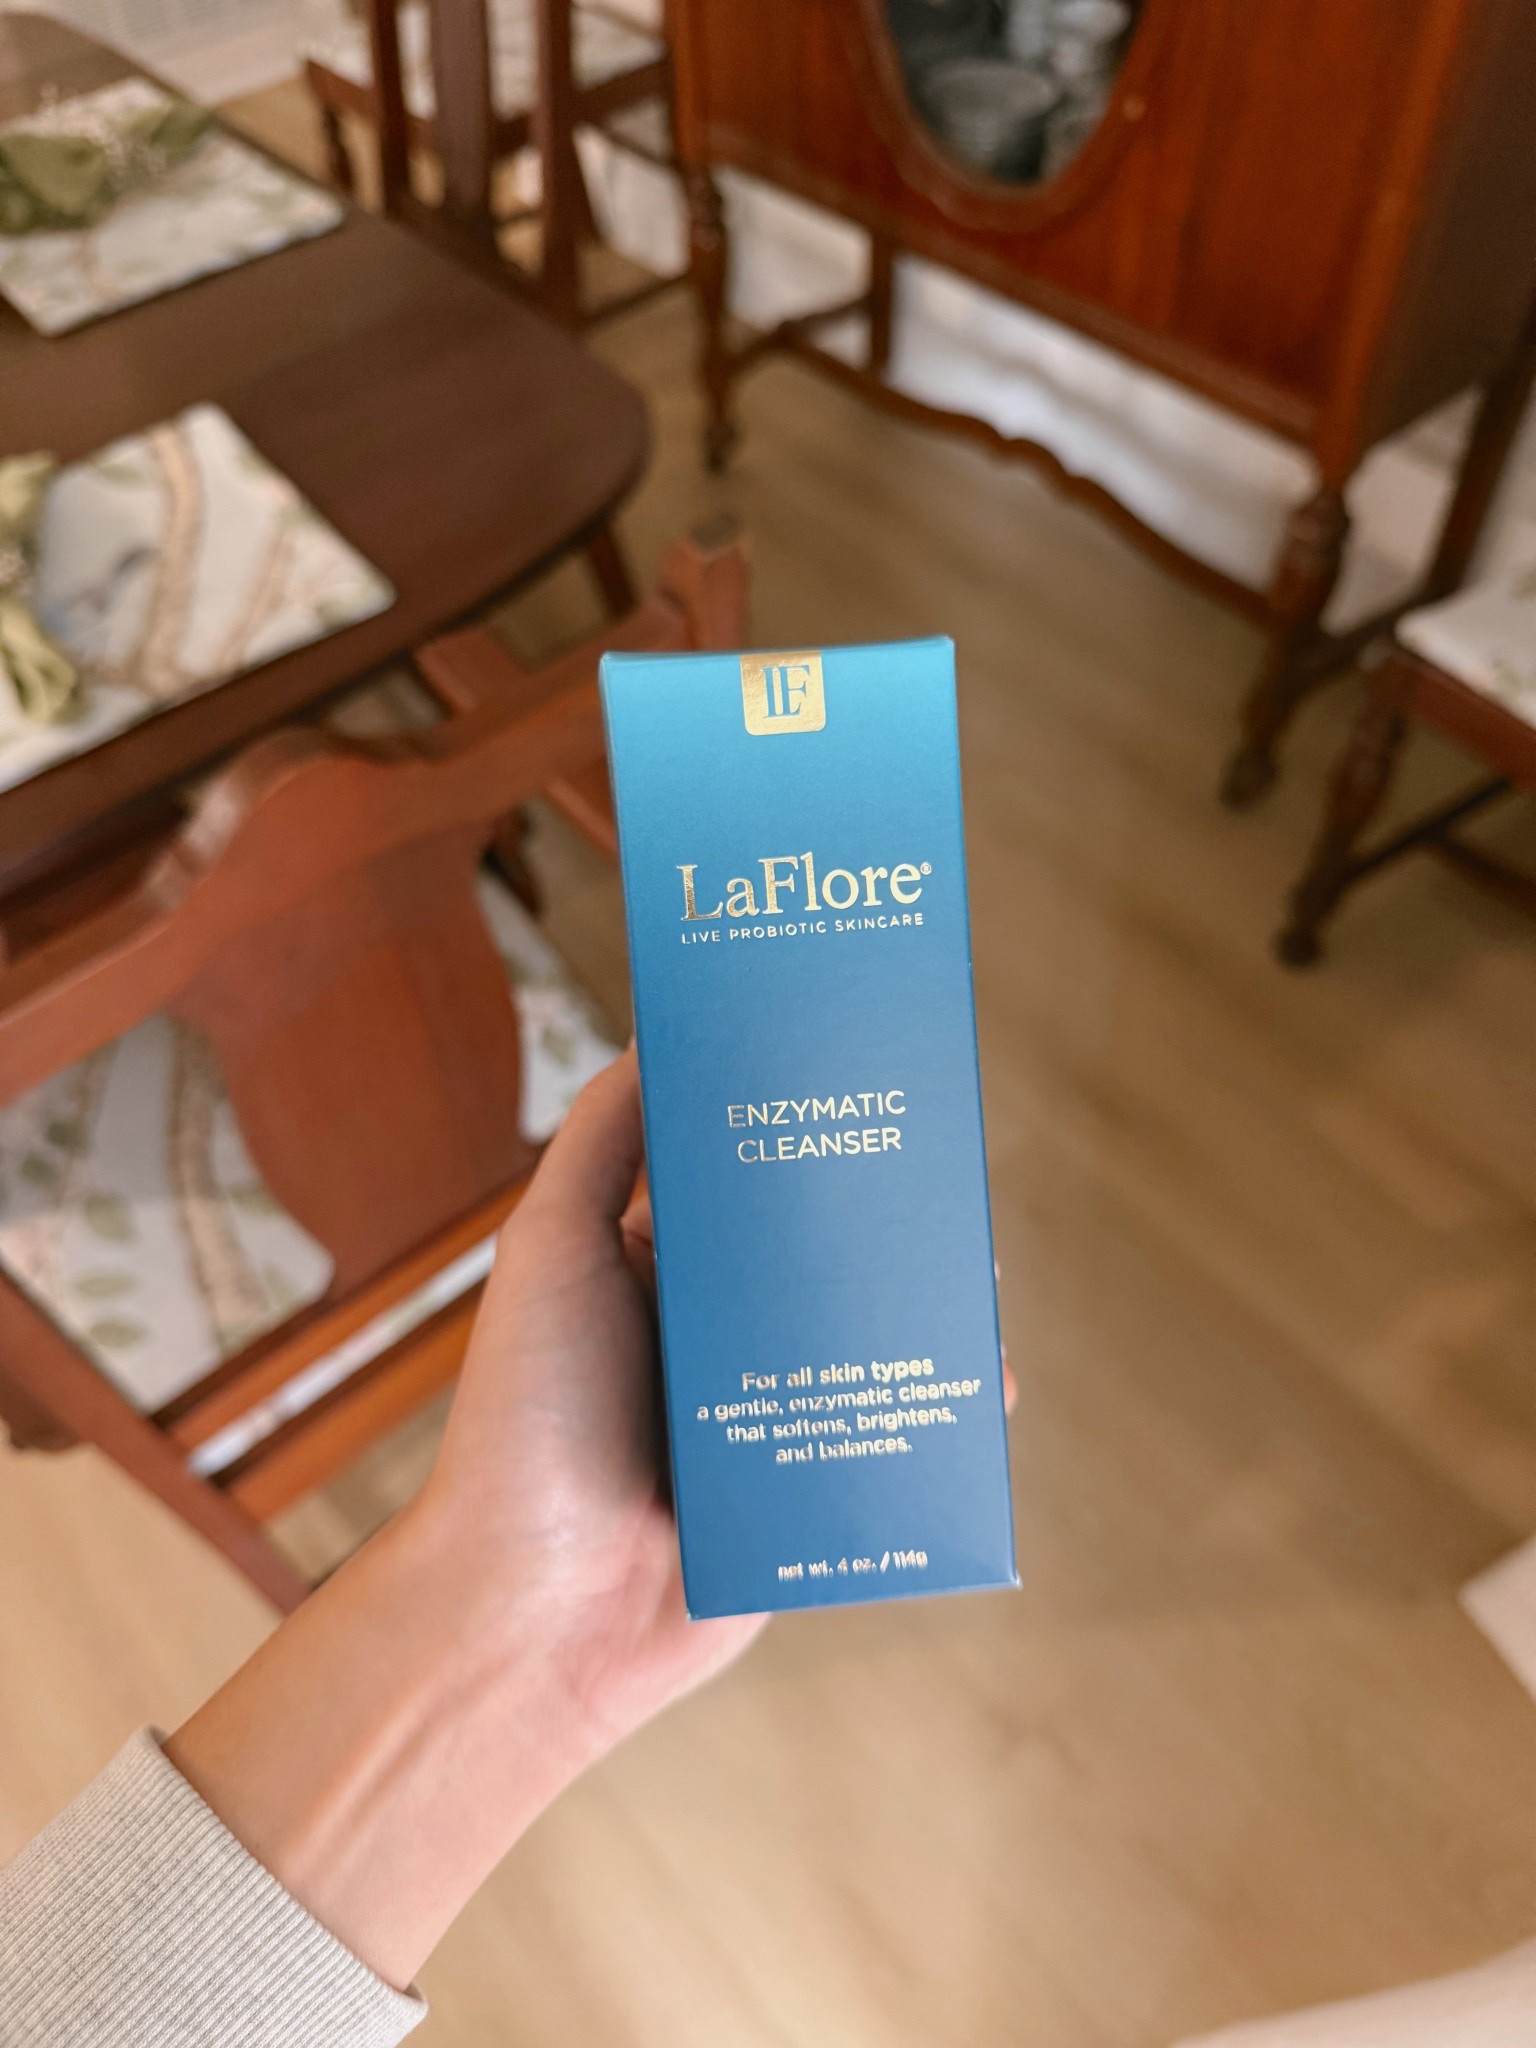 LF
LaFlore®
LIVE PROBIOTIC SKINCARE
ENZYMATIC
CLEANSER
For all skin types
a gentle, enzymatic cleanser
that softens, brightens,
and balances.
net wt. 4 oz. / 114g